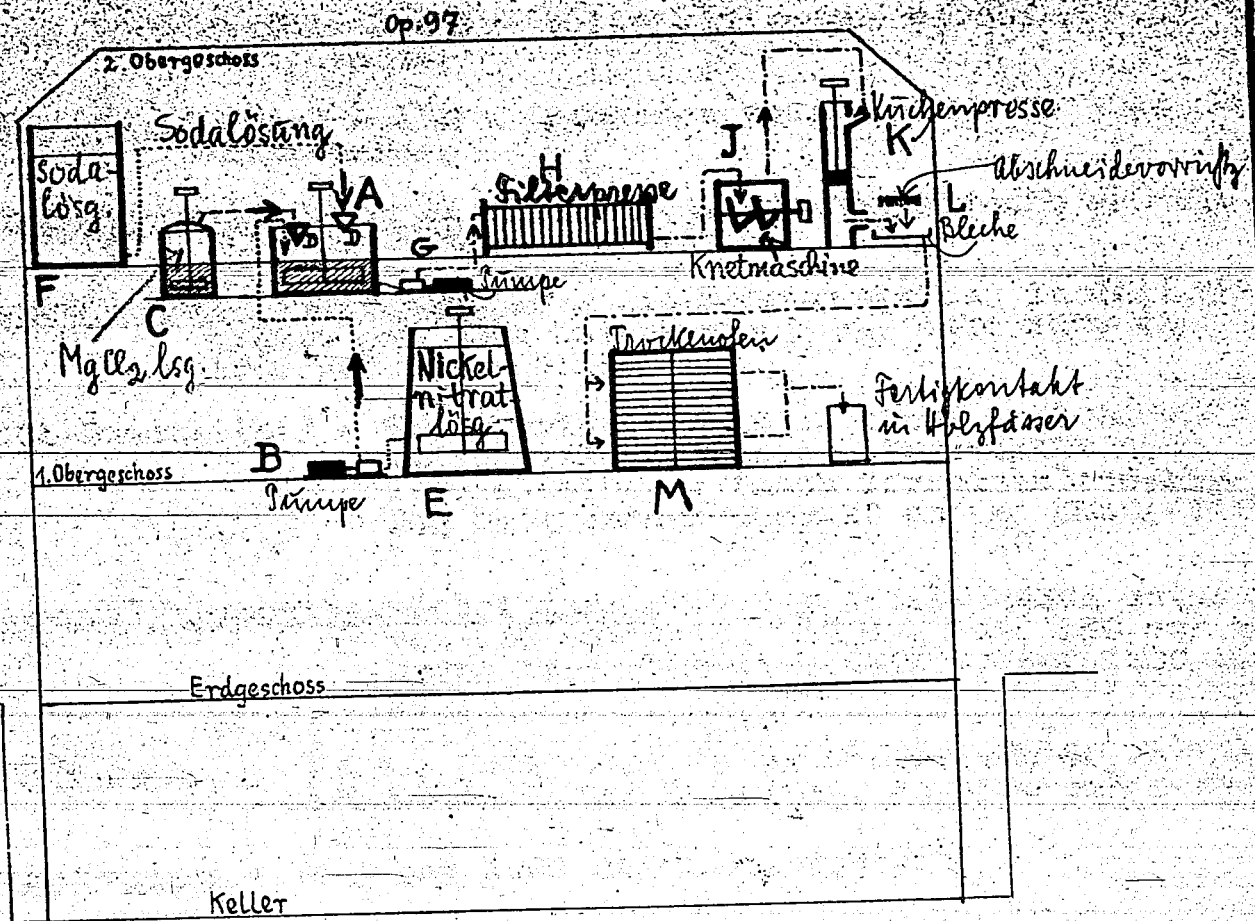 Op. 97
2. Obergeschoss
Sodalösung
Soda-
lösg.
A
D
D
F
C
MgCl₂ lsg.
G
Pumpe
H
Filterpresse
J
Knetmaschine
Kuchenpresse
K
Abschneidevorrichtg
L
Bleche
Nickel-
nitrat-
lösg.
Trockenofen
Fertigkontakt
in Holzfässer
B
1. Obergeschoss
Pumpe
E
M
Erdgeschoss
Keller